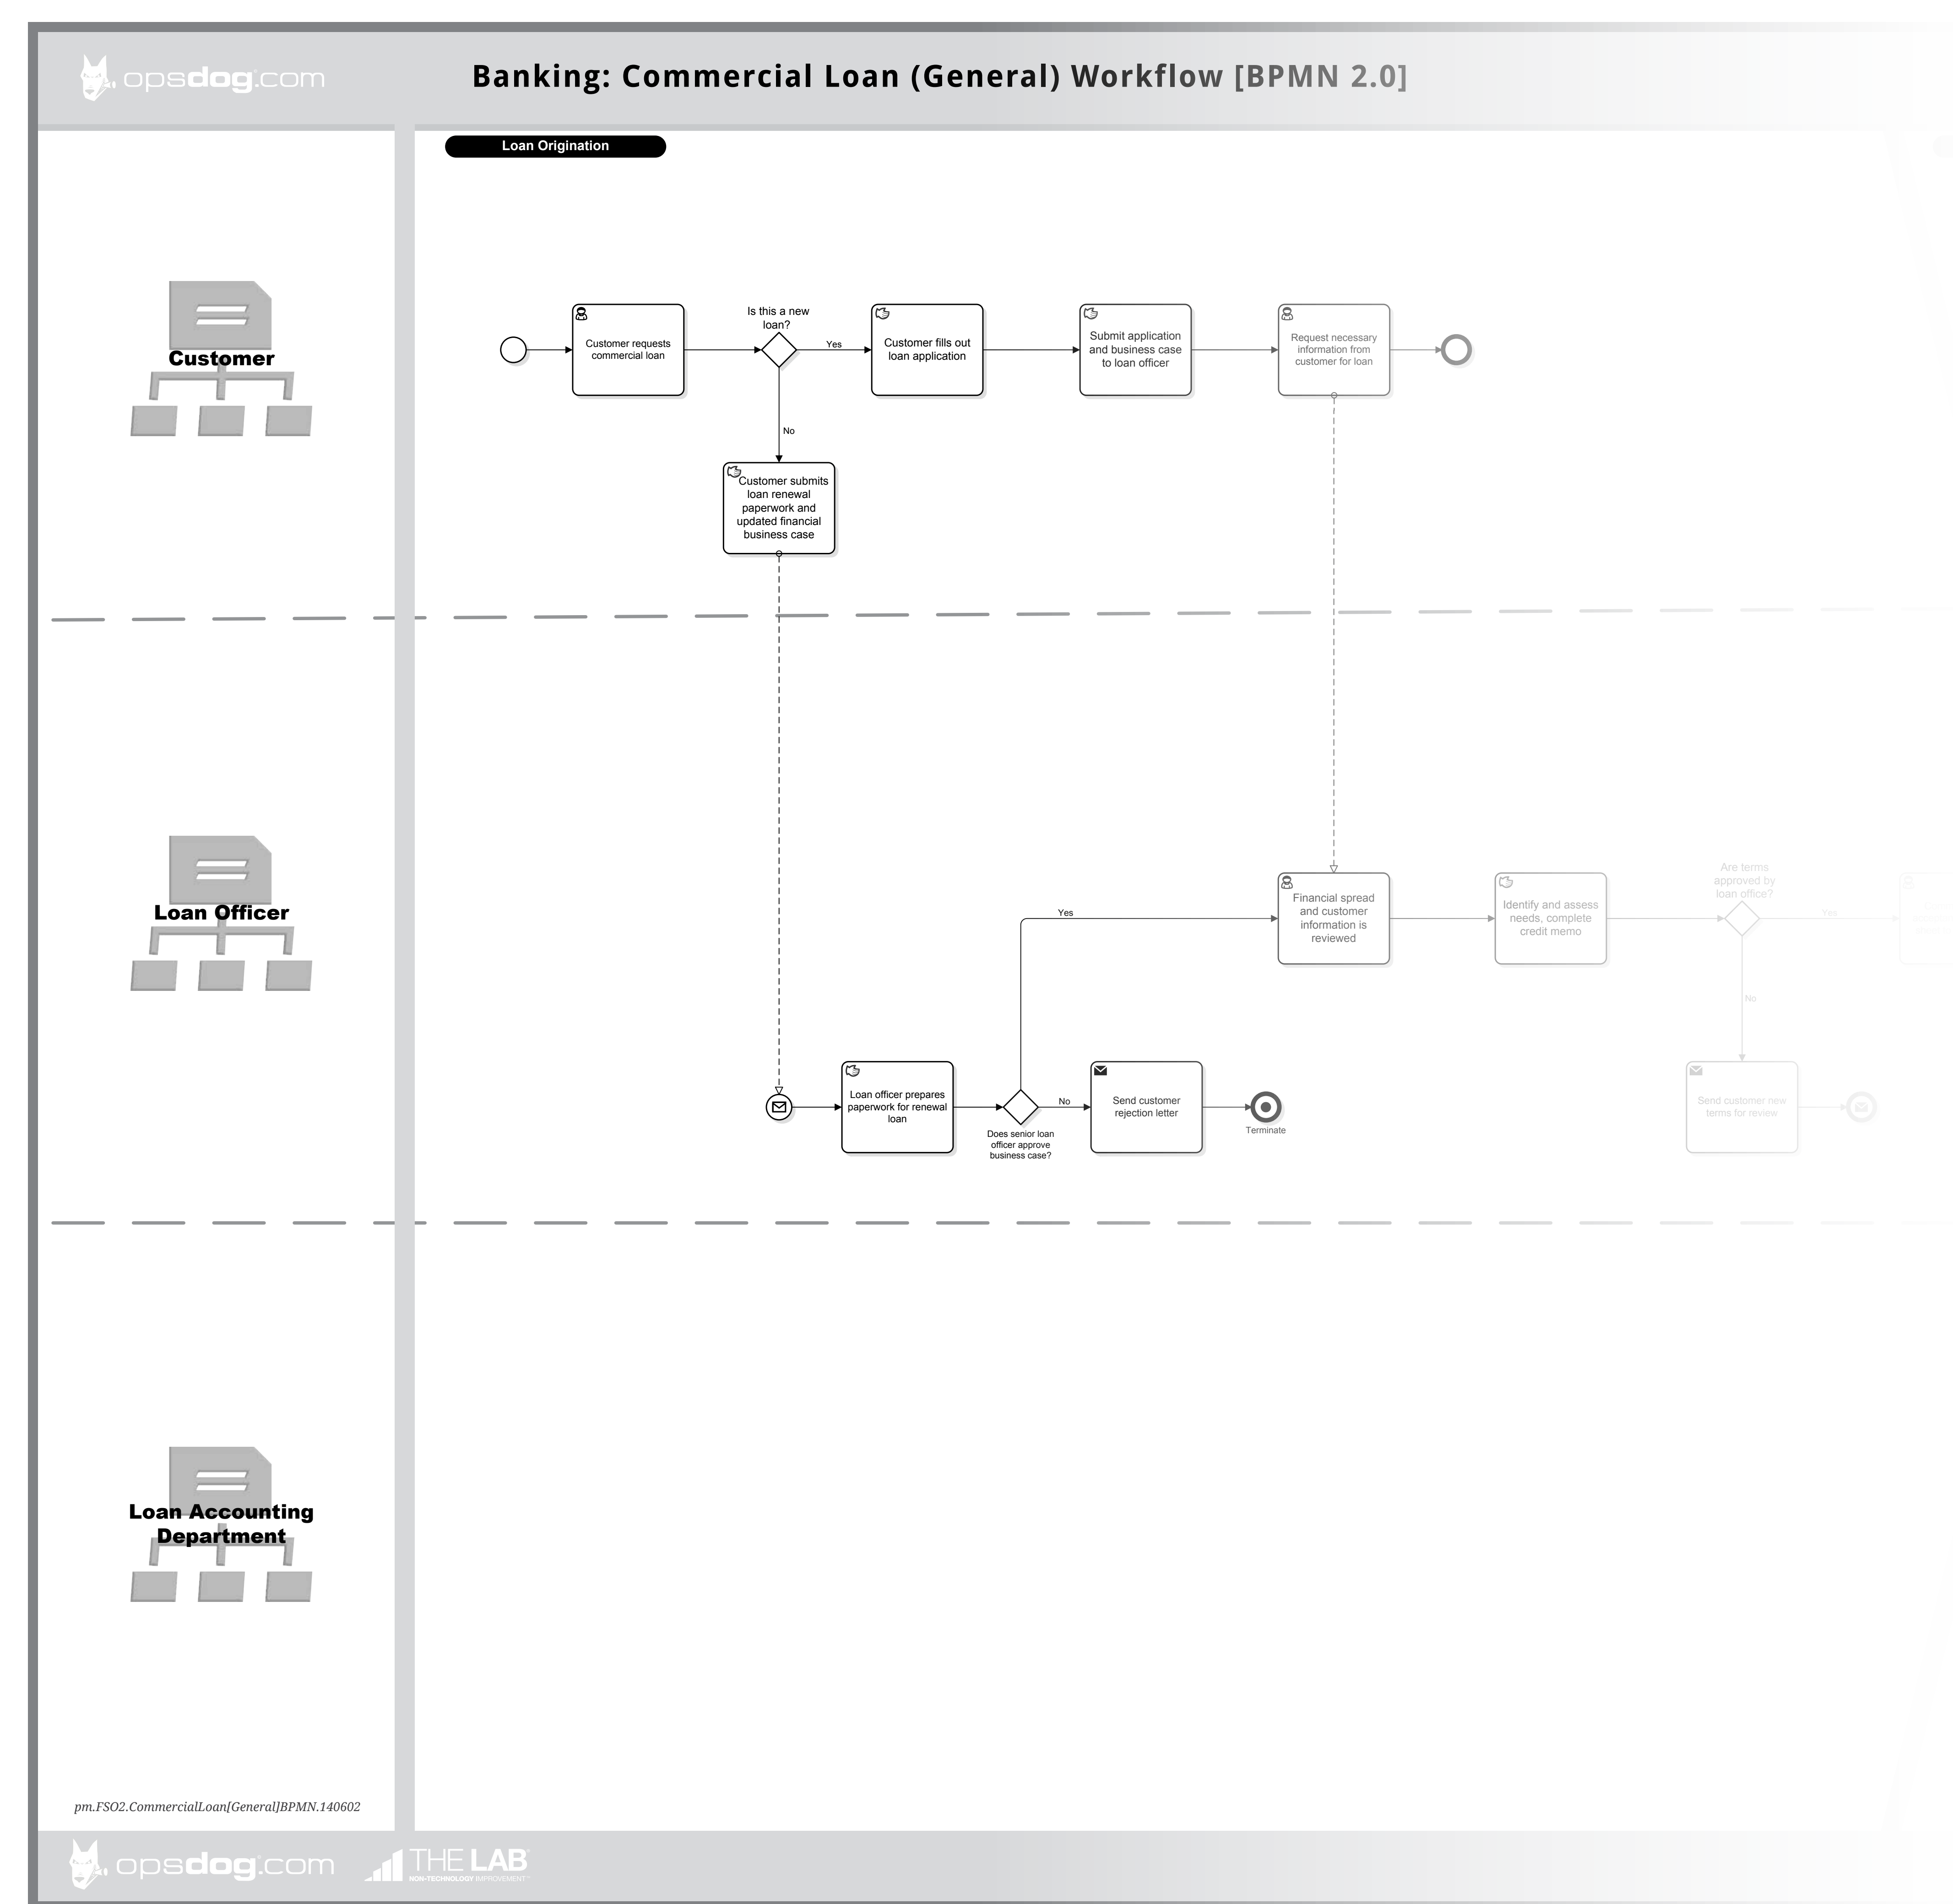 opsdog.com
Banking: Commercial Loan (General) Workflow [BPMN 2.0]
Loan Origination
Customer
Customer requests
commercial loan
Is this a new
loan?
Yes
Customer fills out
loan application
Submit application
and business case
to loan officer
Request necessary
information from
customer for loan
No
Customer submits
loan renewal
paperwork and
updated financial
business case
Loan Officer
Yes
Financial spread
and customer
information is
reviewed
Identify and assess
needs, complete
credit memo
Are terms
approved by
loan office?
Yes
No
Loan officer prepares
paperwork for renewal
loan
Does senior loan
officer approve
business case?
No
Send customer
rejection letter
Terminate
Send customer new
terms for review
Loan Accounting
Department
pm.FSO2.CommercialLoan[General]BPMN.140602
opsdog.com
THE LAB
NON-TECHNOLOGY IMPROVEMENT